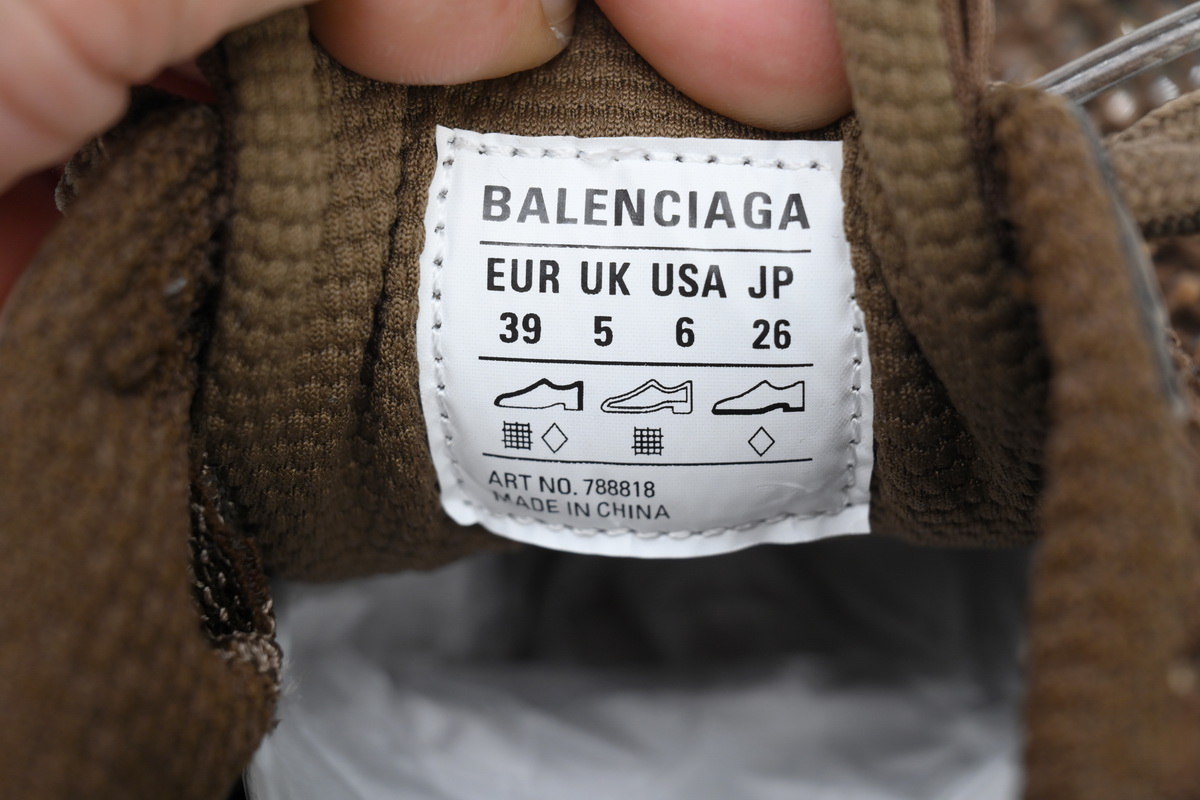 BALENCIAGA
EUR UK USA JP
39 5 6 26
ART NO. 788818
MADE IN CHINA